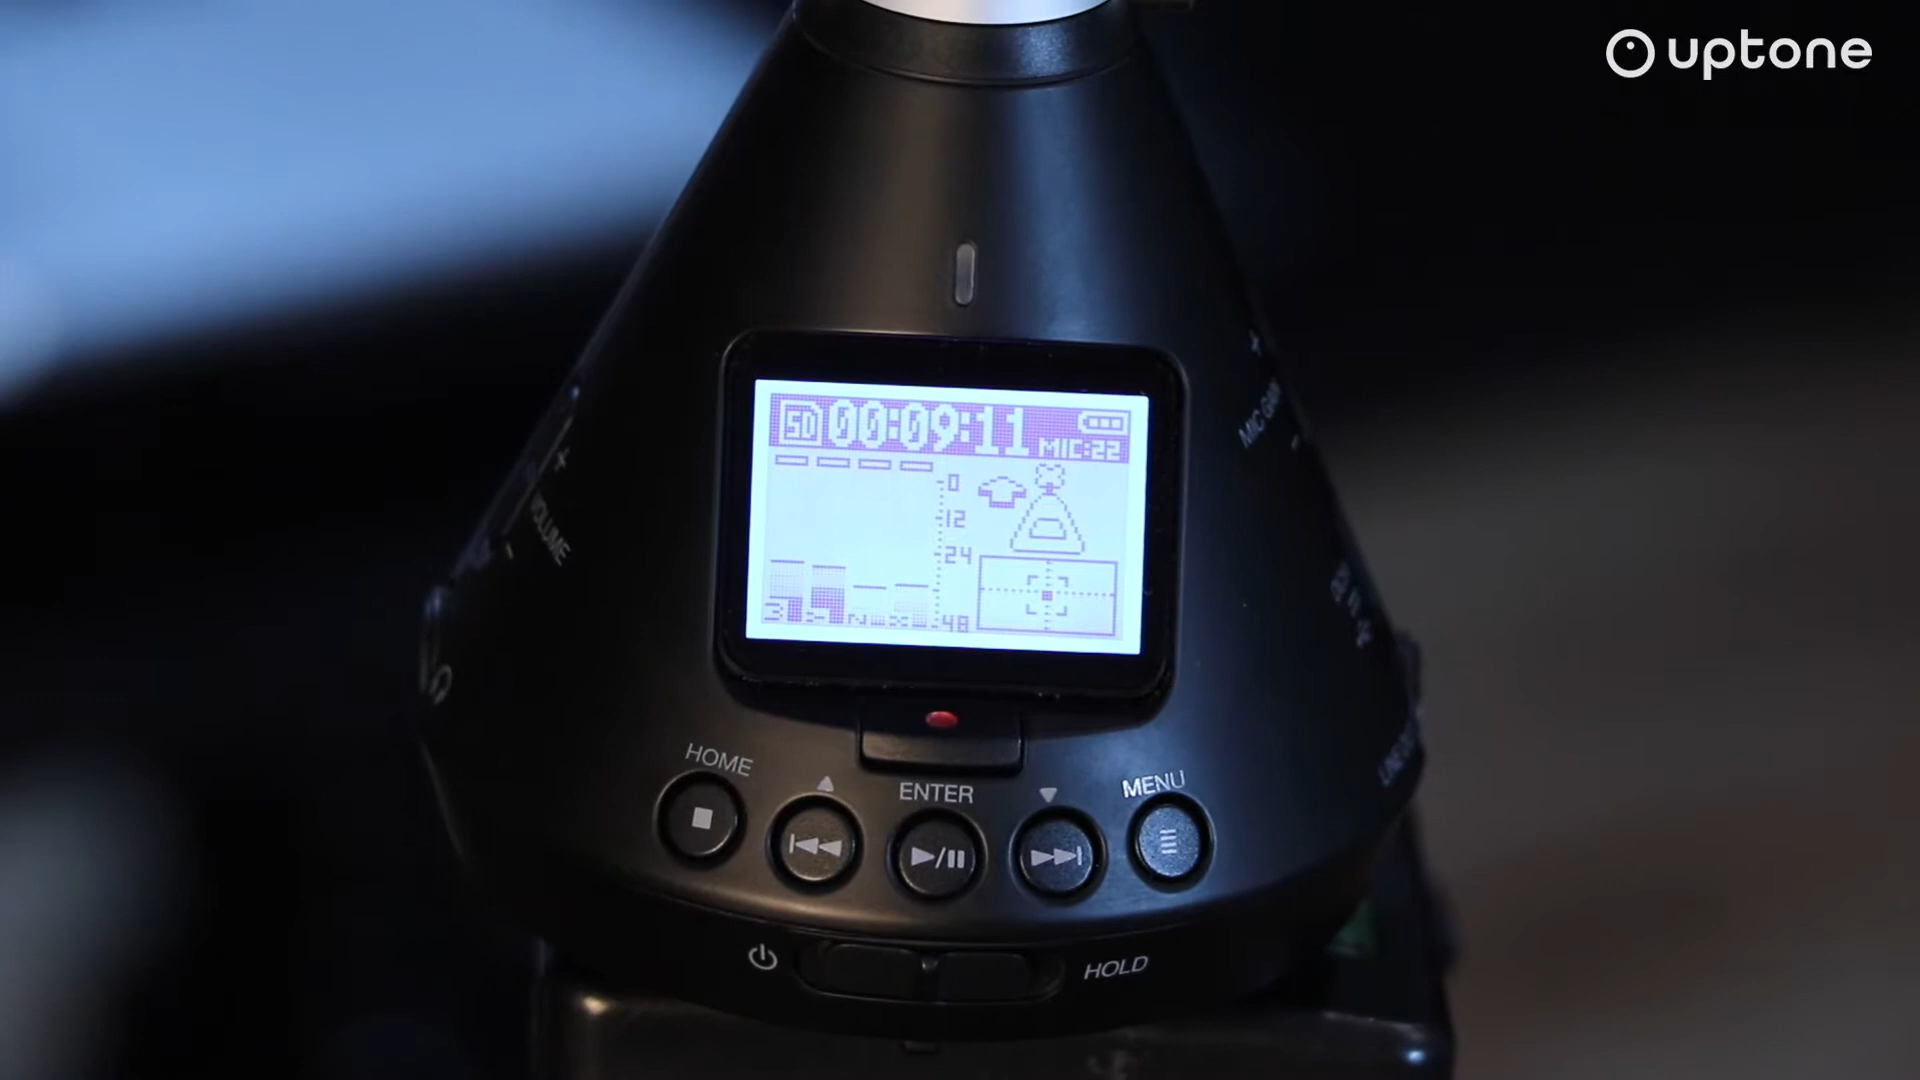 uptone
SD 00:09:11
MIC:22
0
12
24
48
MIC GAIN
VOLUME
HOME
ENTER
MENU
HOLD